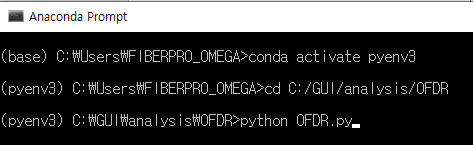 Anaconda Prompt
(base) C:₩Users₩FIBERPRO_OMEGA>conda activate pyenv3
(pyenv3) C:₩Users₩FIBERPRO_OMEGA>cd C:/GUI/analysis/OFDR
(pyenv3) C:₩GUI₩analysis₩OFDR>python OFDR.py